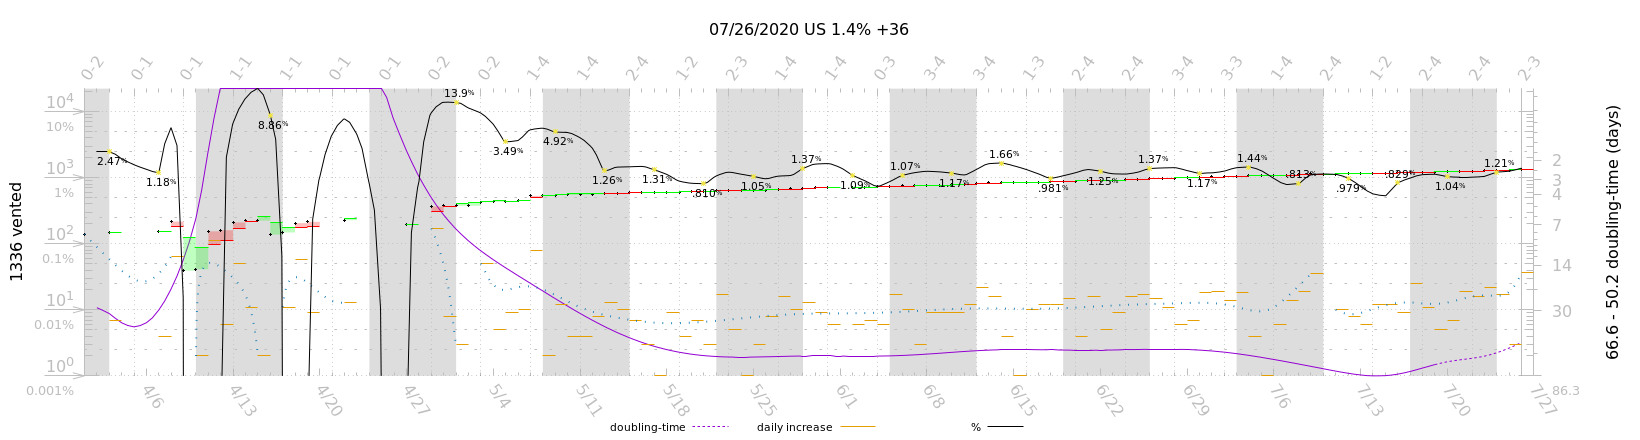 07/26/2020 US 1.4% +36
0-2 0-1 0-1 1-1 1-1 0-1 0-1 0-2 0-2 1-4 1-4 2-4 1-2 2-3 1-4 1-4 0-3 3-4 3-4 1-3 2-4 2-4 3-4 3-3 2-4 2-4 1-2 2-4 2-4 2-3
1336 vented
10⁴
10%
10³
1%
10²
0.1%
10¹
0.01%
10⁰
0.001%
2.47% 1.18% 8.86% 13.9% 3.49% 4.92% 1.26% 1.31% .810% 1.05% 1.37% 1.09% 1.07% 1.17% 1.66% .981% 1.25% 1.37% 1.17% 1.44% .813% .979% .829% 1.04% 1.21%
2
3
4
7
14
30
86.3
66.6 - 50.2 doubling-time (days)
4/6 4/13 4/20 4/27 5/4 5/11 5/18 5/25 6/1 6/8 6/15 6/22 6/29 7/6 7/13 7/20 7/27
doubling-time daily increase %